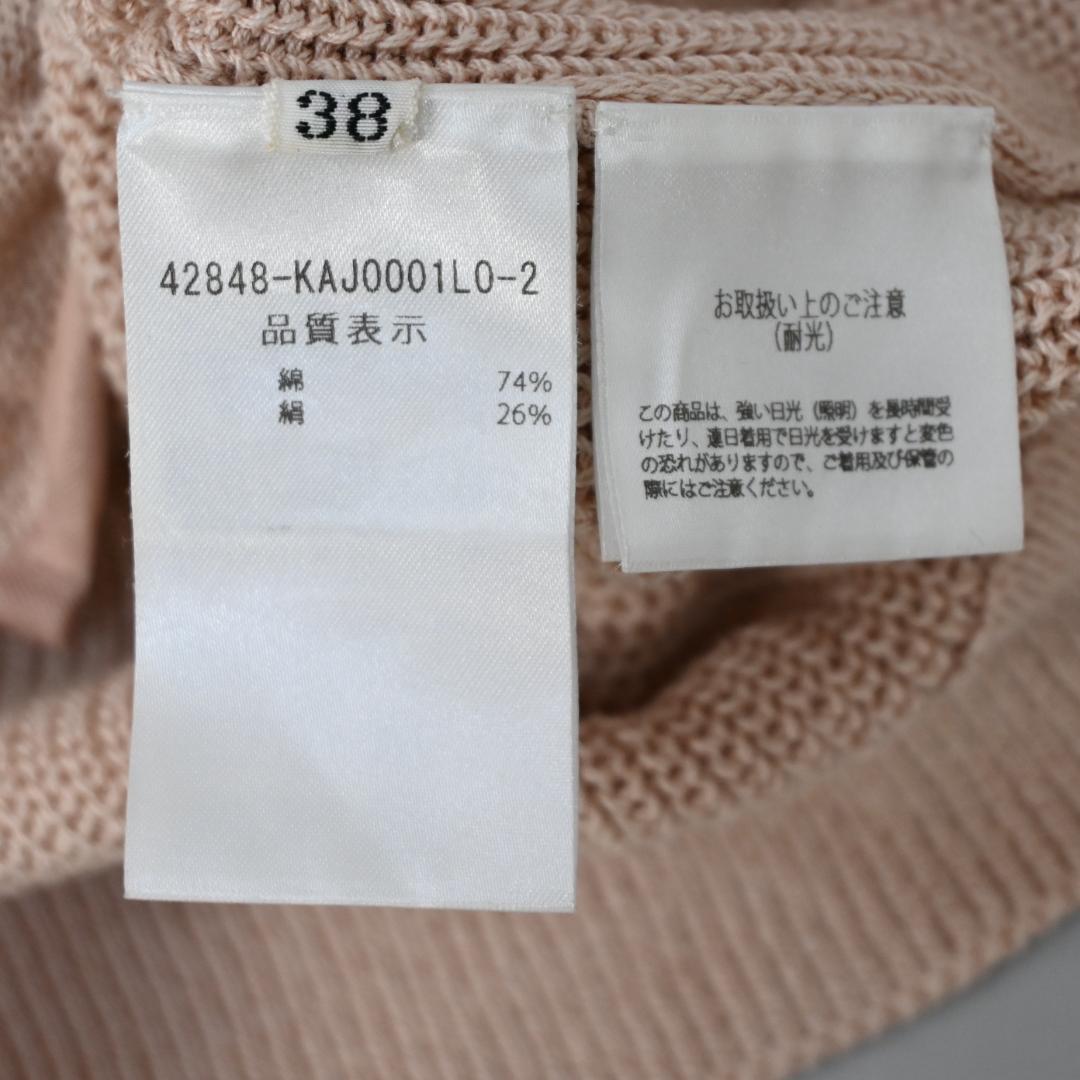 38
42848-KAJ0001L0-2
品質表示
綿 74%
絹 26%
お取扱い上のご注意
(耐光)
この商品は、強い日光（照明）を長時間受
けたり、連日着用で日光を受けますと変色
の恐れがありますので、ご着用及び保管の
際にはご注意ください。